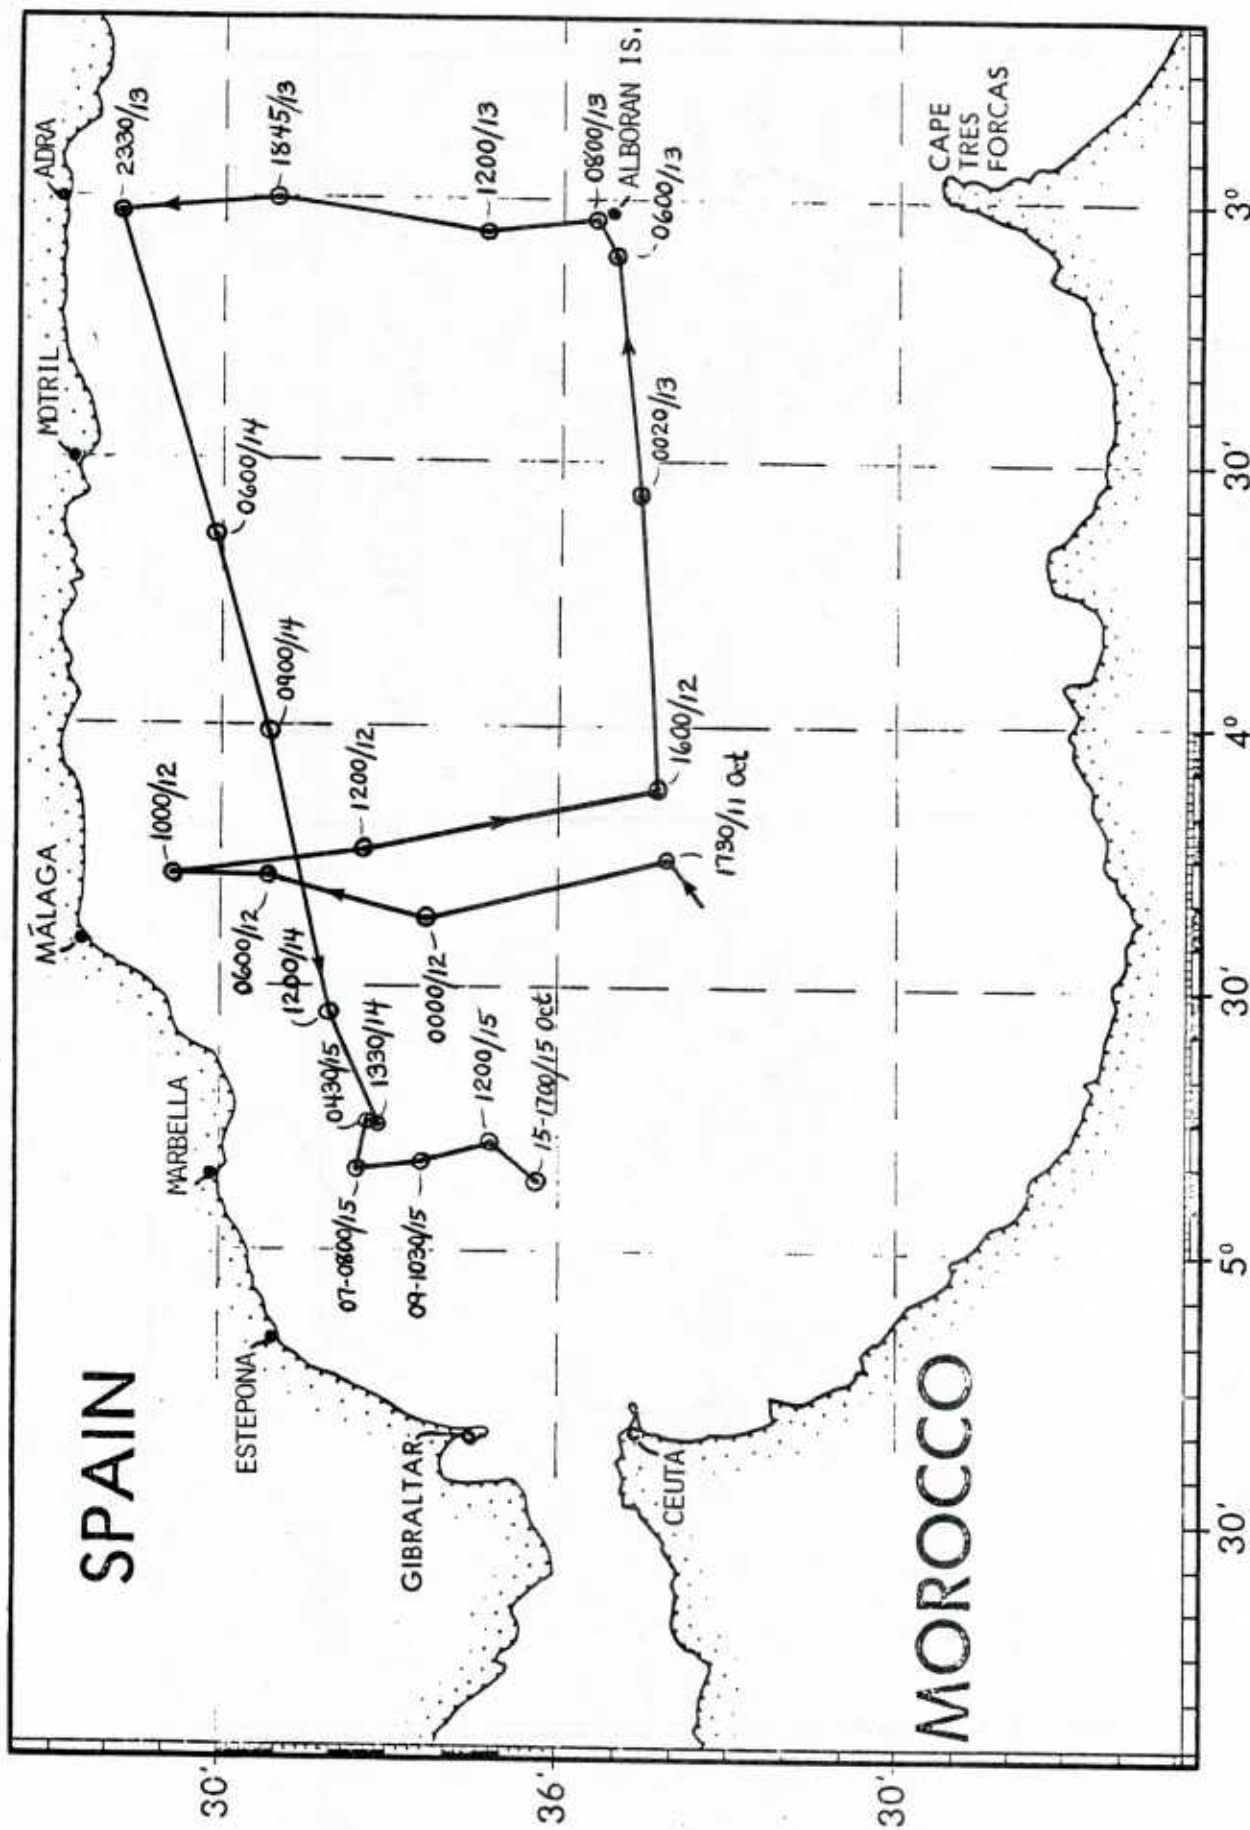 SPAIN
MOROCCO
MÁLAGA
MOTRIL
ADRA
MARBELLA
ESTEPONA
GIBRALTAR
CEUTA
ALBORAN IS.
CAPE
TRES
FORCAS
1730/11 Oct
0000/12
0600/12
1000/12
1200/12
1600/12
0020/13
0600/13
0800/13
1200/13
1845/13
2330/13
0600/14
0900/14
1200/14
1330/14
0430/15
07-0800/15
09-1030/15
1200/15
15-1700/15 Oct
30'
36'
30'
30'
5°
30'
4°
30'
3°